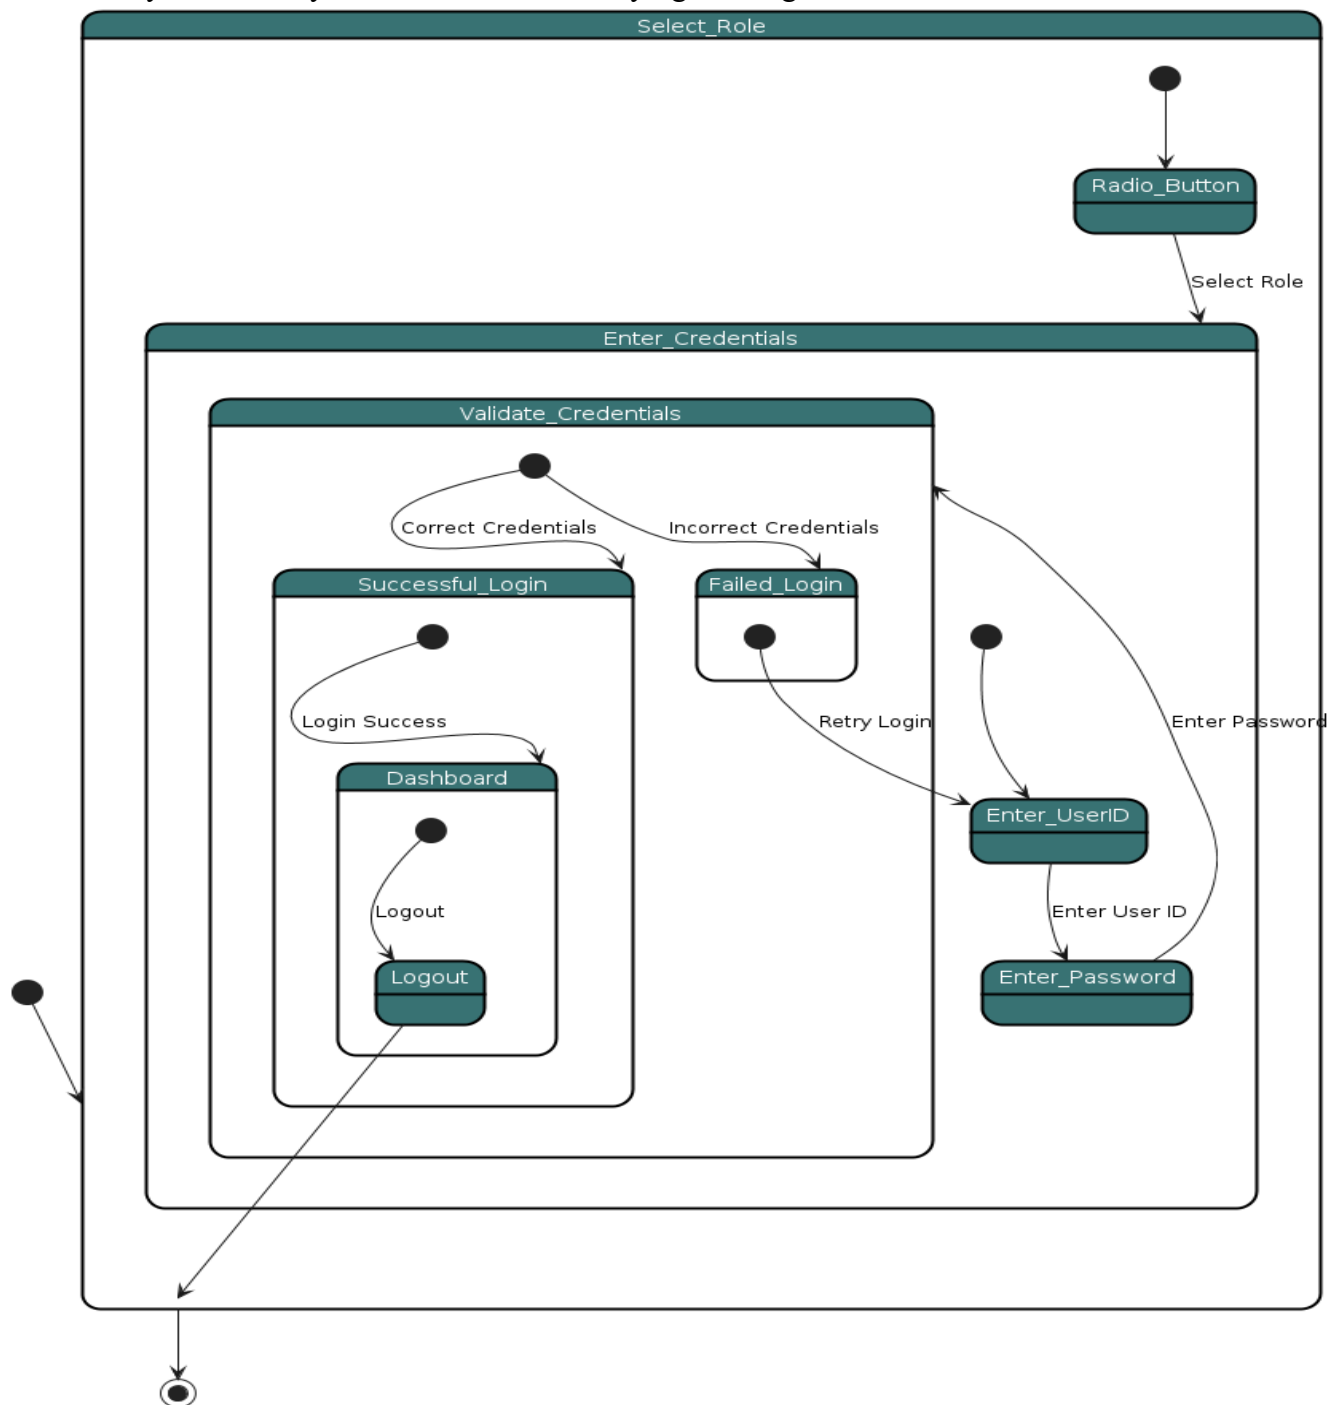 Select_Role
Radio_Button
Select Role
Enter_Credentials
Validate_Credentials
Correct Credentials
Incorrect Credentials
Successful_Login
Failed_Login
Login Success
Retry Login
Enter Password
Dashboard
Enter_UserID
Logout
Enter User ID
Logout
Enter_Password